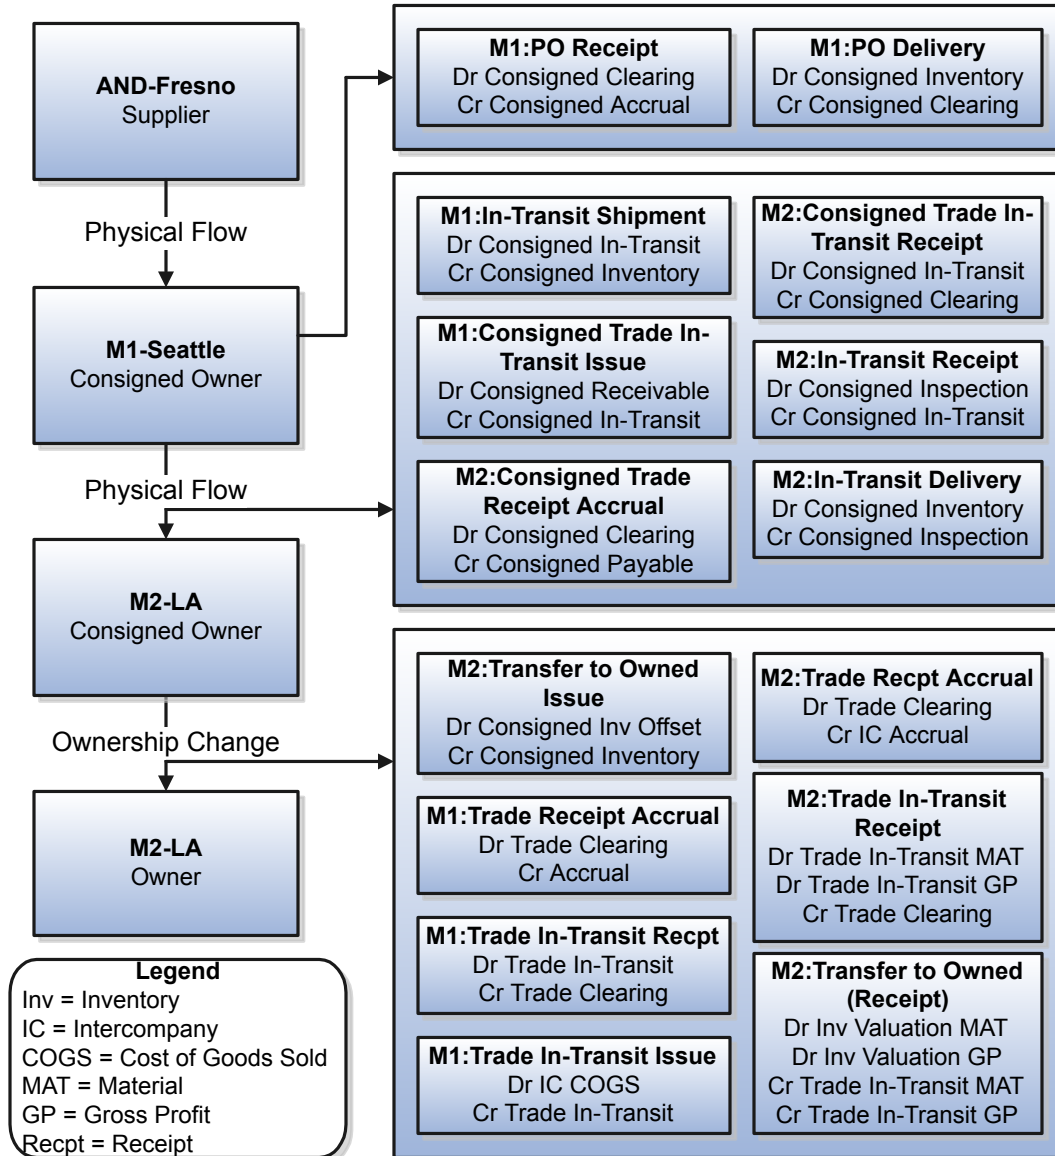 AND-Fresno
Supplier
Physical Flow
M1-Seattle
Consigned Owner
Physical Flow
M2-LA
Consigned Owner
Ownership Change
M2-LA
Owner
Legend
Inv = Inventory
IC = Intercompany
COGS = Cost of Goods Sold
MAT = Material
GP = Gross Profit
Recpt = Receipt
M1:PO Receipt
Dr Consigned Clearing
Cr Consigned Accrual
M1:PO Delivery
Dr Consigned Inventory
Cr Consigned Clearing
M1:In-Transit Shipment
Dr Consigned In-Transit
Cr Consigned Inventory
M1:Consigned Trade In-
Transit Issue
Dr Consigned Receivable
Cr Consigned In-Transit
M2:Consigned Trade
Receipt Accrual
Dr Consigned Clearing
Cr Consigned Payable
M2:Consigned Trade In-
Transit Receipt
Dr Consigned In-Transit
Cr Consigned Clearing
M2:In-Transit Receipt
Dr Consigned Inspection
Cr Consigned In-Transit
M2:In-Transit Delivery
Dr Consigned Inventory
Cr Consigned Inspection
M2:Transfer to Owned
Issue
Dr Consigned Inv Offset
Cr Consigned Inventory
M1:Trade Receipt Accrual
Dr Trade Clearing
Cr Accrual
M1:Trade In-Transit Recpt
Dr Trade In-Transit
Cr Trade Clearing
M1:Trade In-Transit Issue
Dr IC COGS
Cr Trade In-Transit
M2:Trade Recpt Accrual
Dr Trade Clearing
Cr IC Accrual
M2:Trade In-Transit
Receipt
Dr Trade In-Transit MAT
Dr Trade In-Transit GP
Cr Trade Clearing
M2:Transfer to Owned
(Receipt)
Dr Inv Valuation MAT
Dr Inv Valuation GP
Cr Trade In-Transit MAT
Cr Trade In-Transit GP